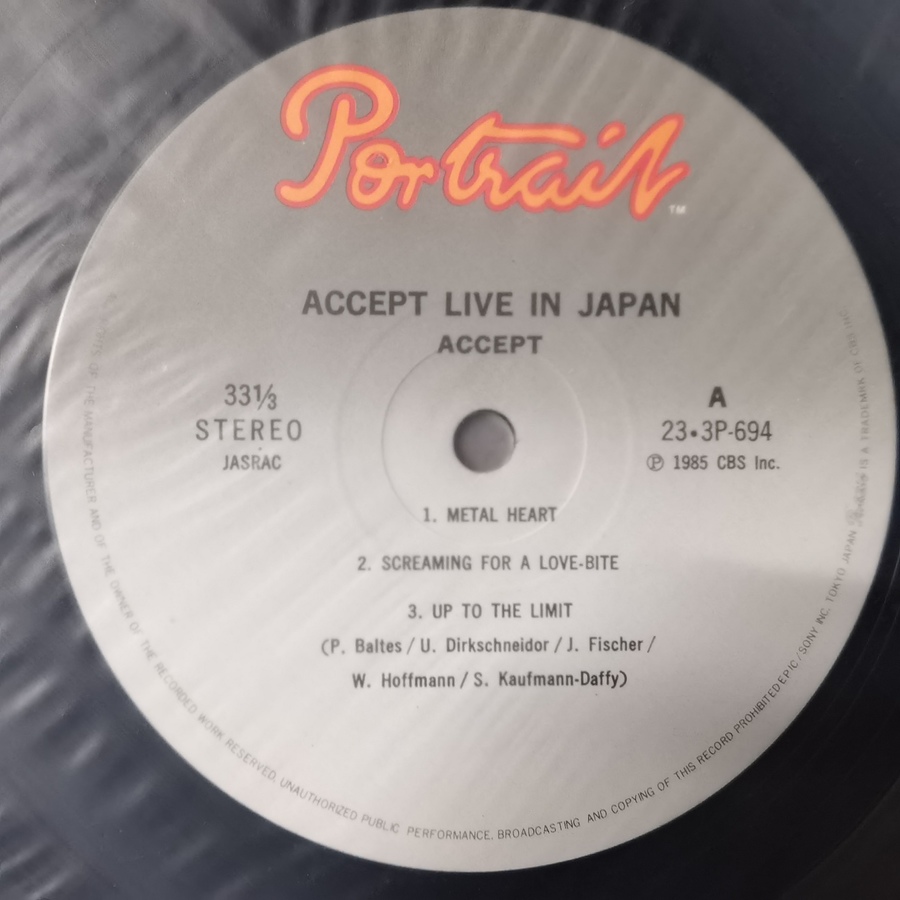 Portrait
TM
ACCEPT LIVE IN JAPAN
ACCEPT
33⅓
STEREO
JASRAC
A
23•3P-694
Ⓟ 1985 CBS Inc.
1. METAL HEART
2. SCREAMING FOR A LOVE-BITE
3. UP TO THE LIMIT
(P. Baltes / U. Dirkschneidor / J. Fischer /
W. Hoffmann / S. Kaufmann-Daffy)
OF THE MANUFACTURER AND OF THE OWNER OF THE RECORDED WORK RESERVED. UNAUTHORIZED PUBLIC PERFORMANCE. BROADCASTING AND COPYING OF THIS RECORD PROHIBITED EPIC/SONY INC. TOKYO JAPAN Portrait IS A TRADEMARK OF CBS INC.